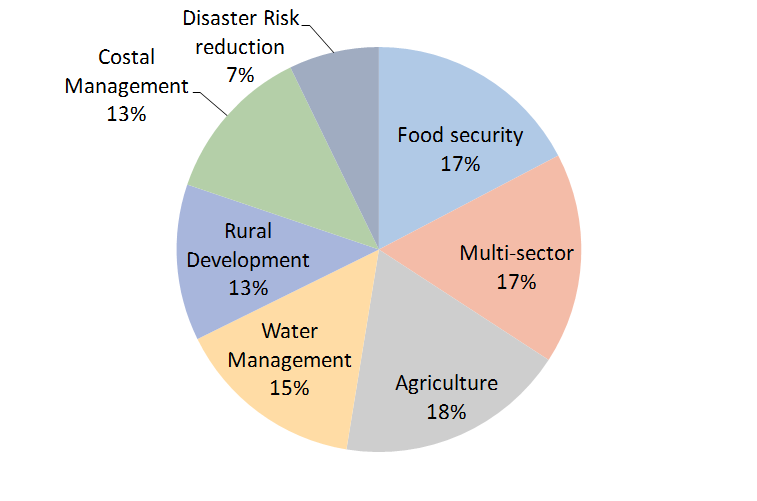 Disaster Risk
reduction
7%
Costal
Management
13%
Food security
17%
Multi-sector
17%
Agriculture
18%
Water
Management
15%
Rural
Development
13%